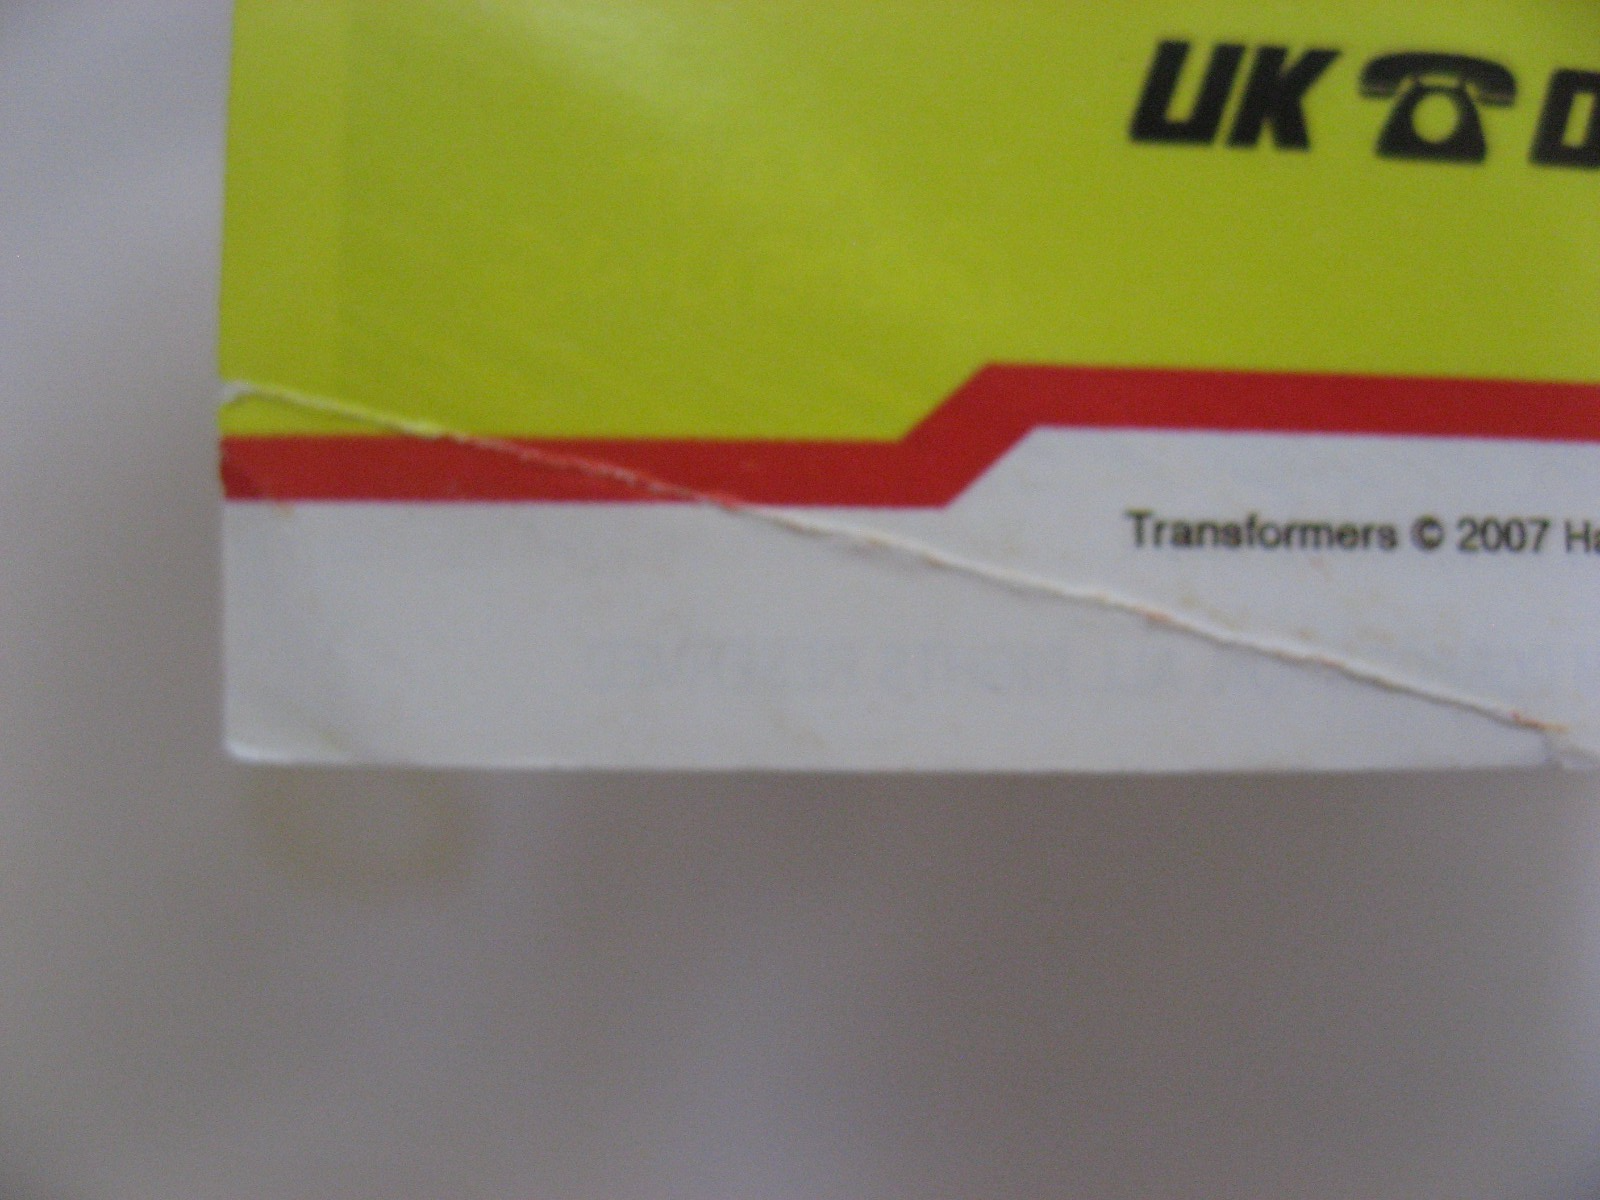 UK ☎
Transformers © 2007